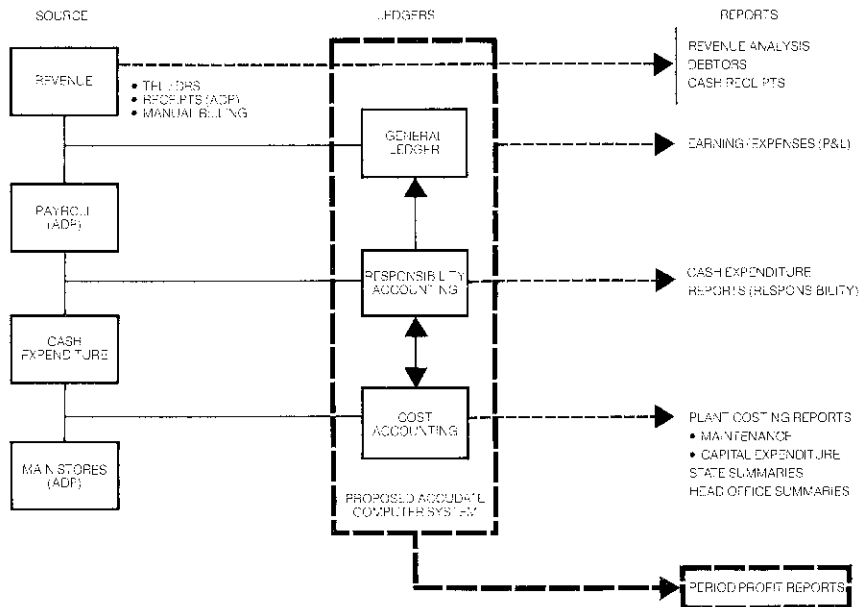 SOURCE
LEDGERS
REPORTS
REVENUE
• RECEIPTS (ADP)
• MANUAL BILLING
REVENUE ANALYSIS
DEBTORS
CASH RECEIPTS
GENERAL
LEDGER
EARNING/EXPENSES (P&L)
PAYROLL
(ADP)
RESPONSIBILITY
ACCOUNTING
CASH EXPENDITURE
REPORTS (RESPONSIBILITY)
CASH
EXPENDITURE
COST
ACCOUNTING
PLANT COSTING REPORTS
• MAINTENANCE
• CAPITAL EXPENDITURE
STATE SUMMARIES
HEAD OFFICE SUMMARIES
MAIN STORES
(ADP)
PROPOSED ACCUDATE
COMPUTER SYSTEM
PERIOD PROFIT REPORTS